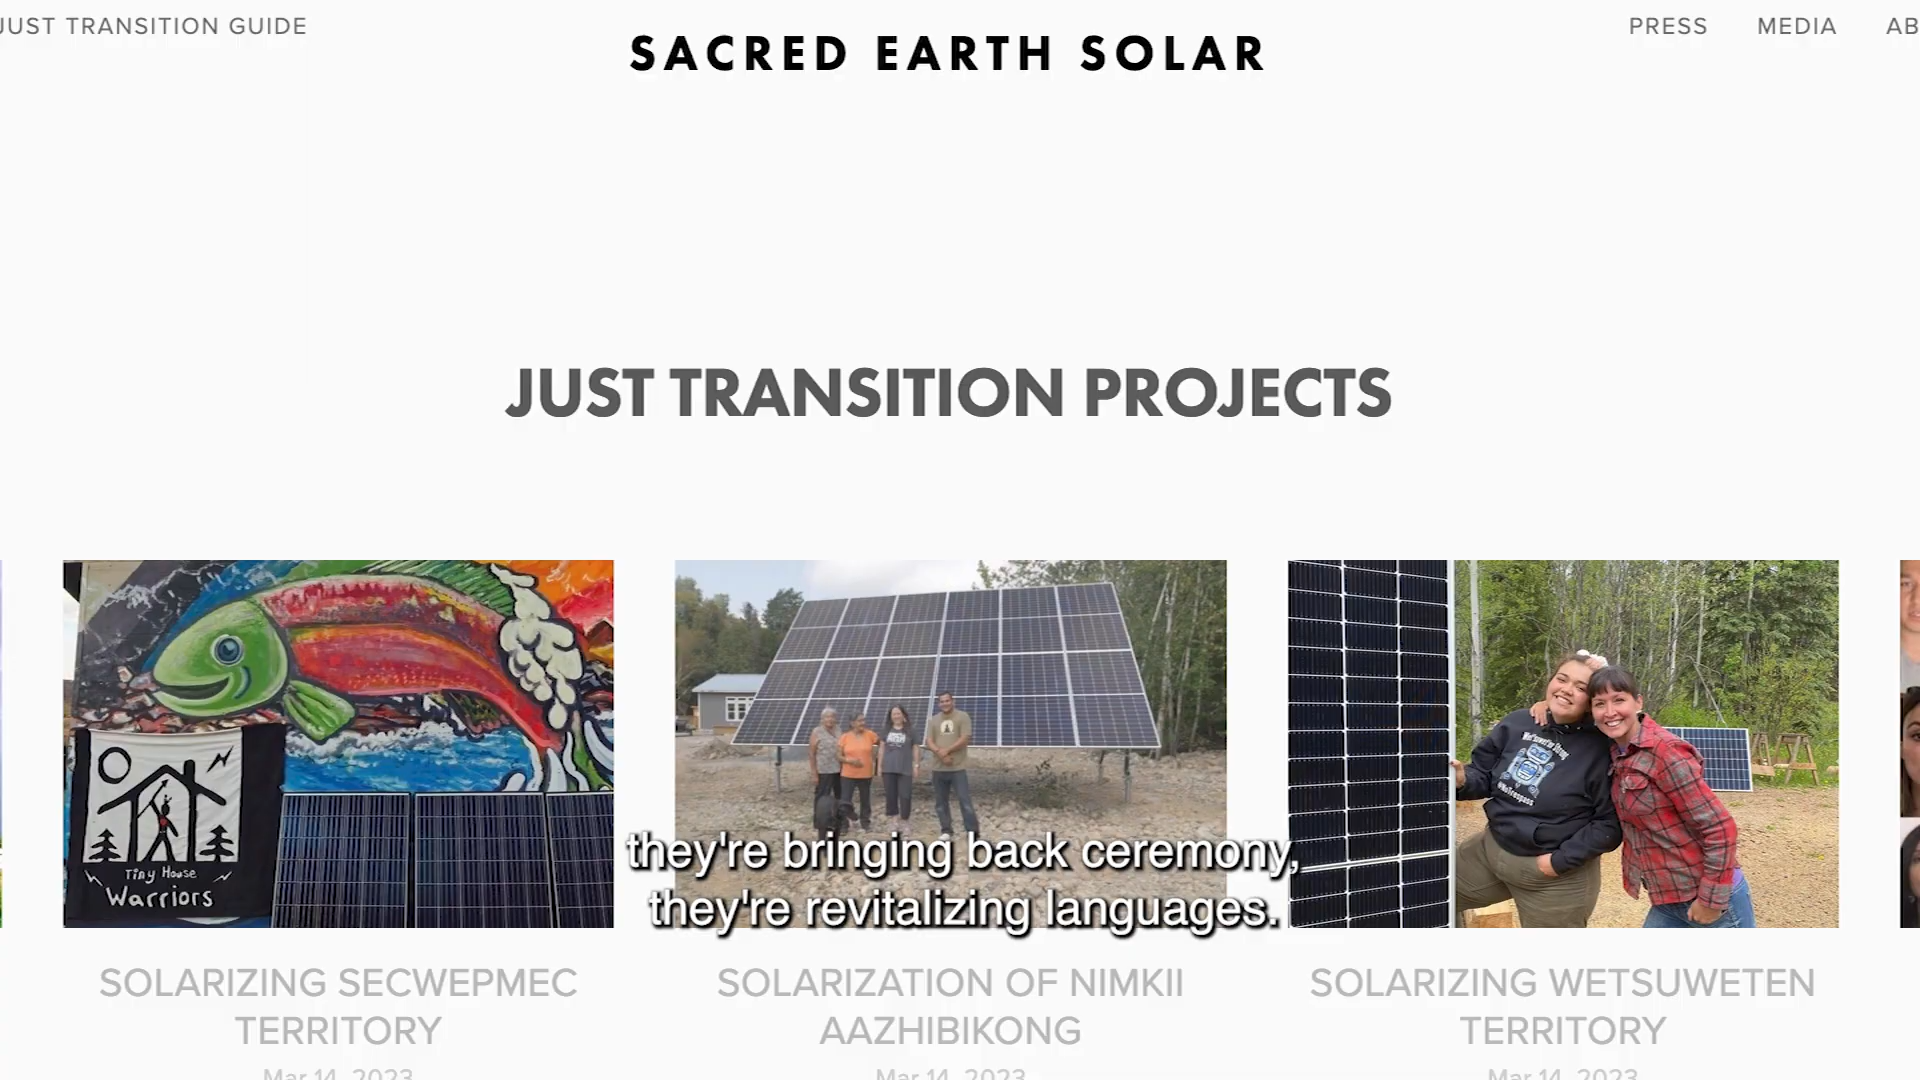 JUST TRANSITION GUIDE
SACRED EARTH SOLAR
PRESS
MEDIA
JUST TRANSITION PROJECTS
Tiny House
Warriors
they're bringing back ceremony,
they're revitalizing languages.
SOLARIZING SECWEPMEC
TERRITORY
Mar 14, 2023
SOLARIZATION OF NIMKII
AAZHIBIKONG
Mar 14, 2023
SOLARIZING WETSUWETEN
TERRITORY
Mar 14, 2023